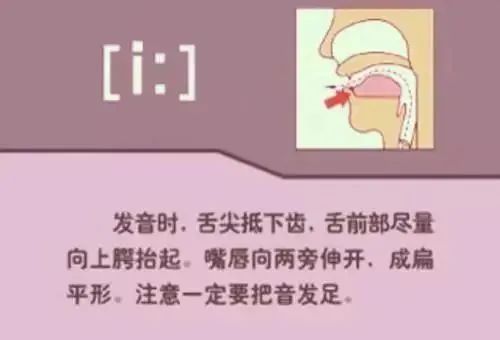 [i:]
发音时,舌尖抵下齿,舌前部尽量
向上腭抬起。嘴唇向两旁伸开,成扁
平形。注意一定要把音发足。